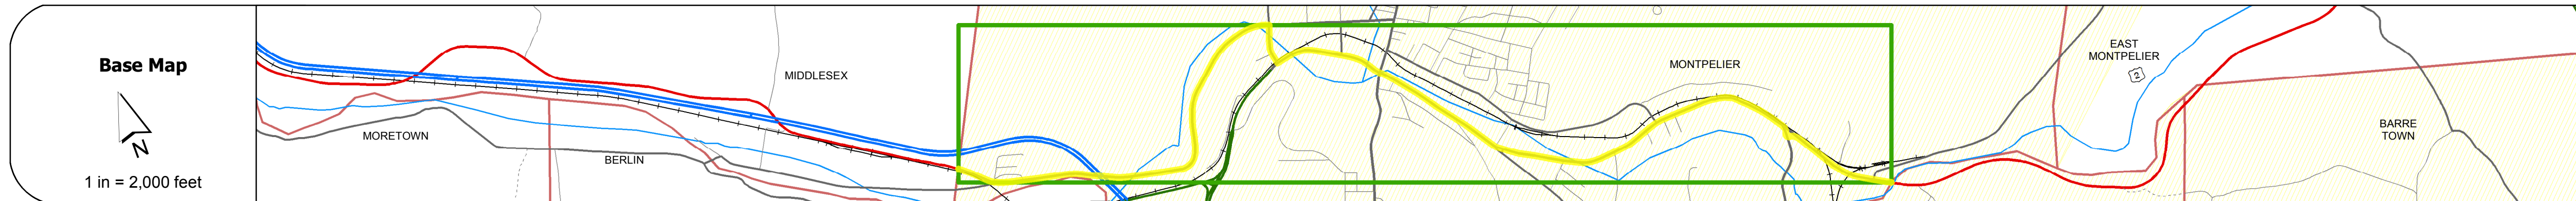 Base Map
N
1 in = 2,000 feet
MORETOWN
BERLIN
MIDDLESEX
MONTPELIER
EAST
MONTPELIER
2
BARRE
TOWN